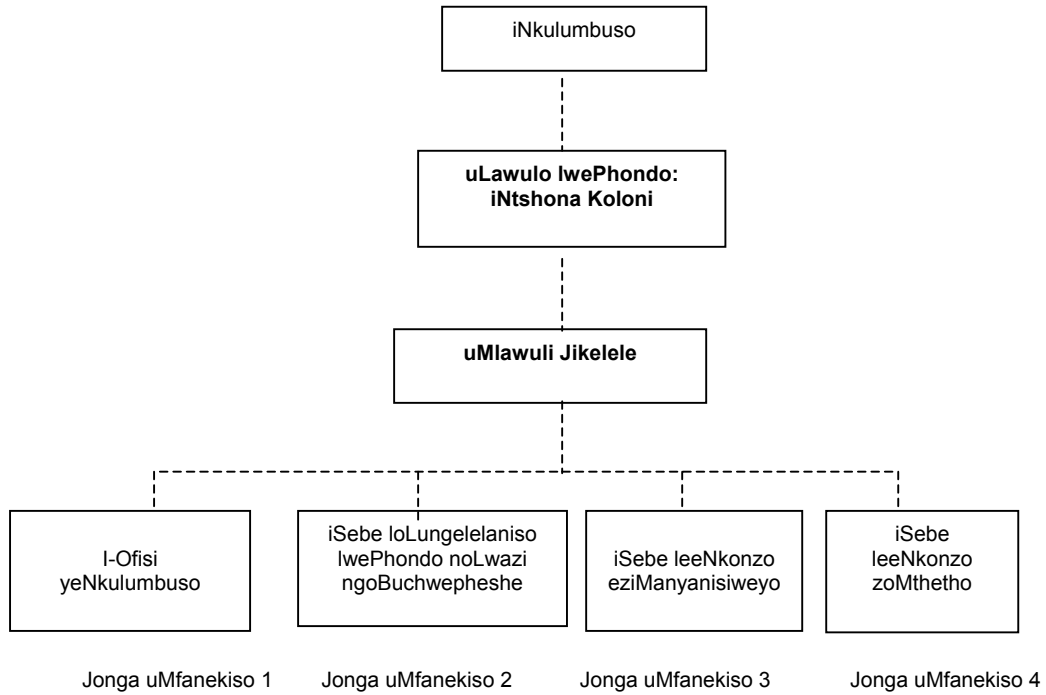 iNkulumbuso
uLawulo lwePhondo:
iNtshona Koloni
uMlawuli Jikelele
I-Ofisi
yeNkulumbuso
iSebe loLungelelaniso
lwePhondo noLwazi
ngoBuchwepheshe
iSebe leeNkonzo
eziManyanisiweyo
iSebe
leeNkonzo
zoMthetho
Jonga uMfanekiso 1
Jonga uMfanekiso 2
Jonga uMfanekiso 3
Jonga uMfanekiso 4